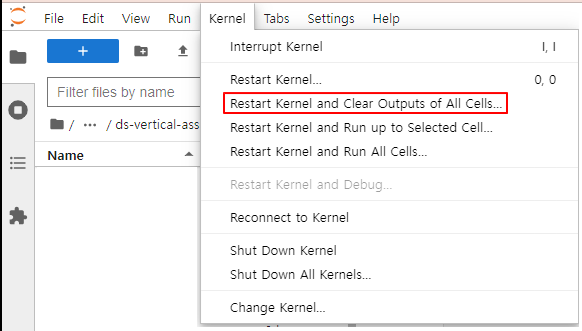 File Edit View Run Kernel Tabs Settings Help
Interrupt Kernel I, I
Restart Kernel... 0, 0
Filter files by name
Restart Kernel and Clear Outputs of All Cells...
/ ... / ds-vertical-ass
Restart Kernel and Run up to Selected Cell...
Name
Restart Kernel and Run All Cells...
Restart Kernel and Debug...
Reconnect to Kernel
Shut Down Kernel
Shut Down All Kernels...
Change Kernel...